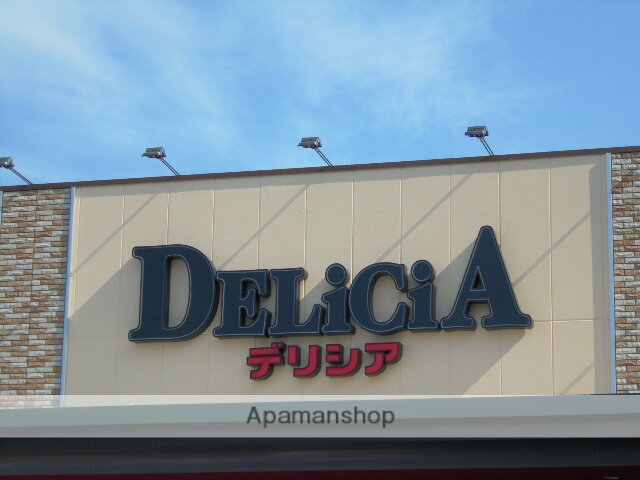 DELiCiA
デリシア
Apamanshop